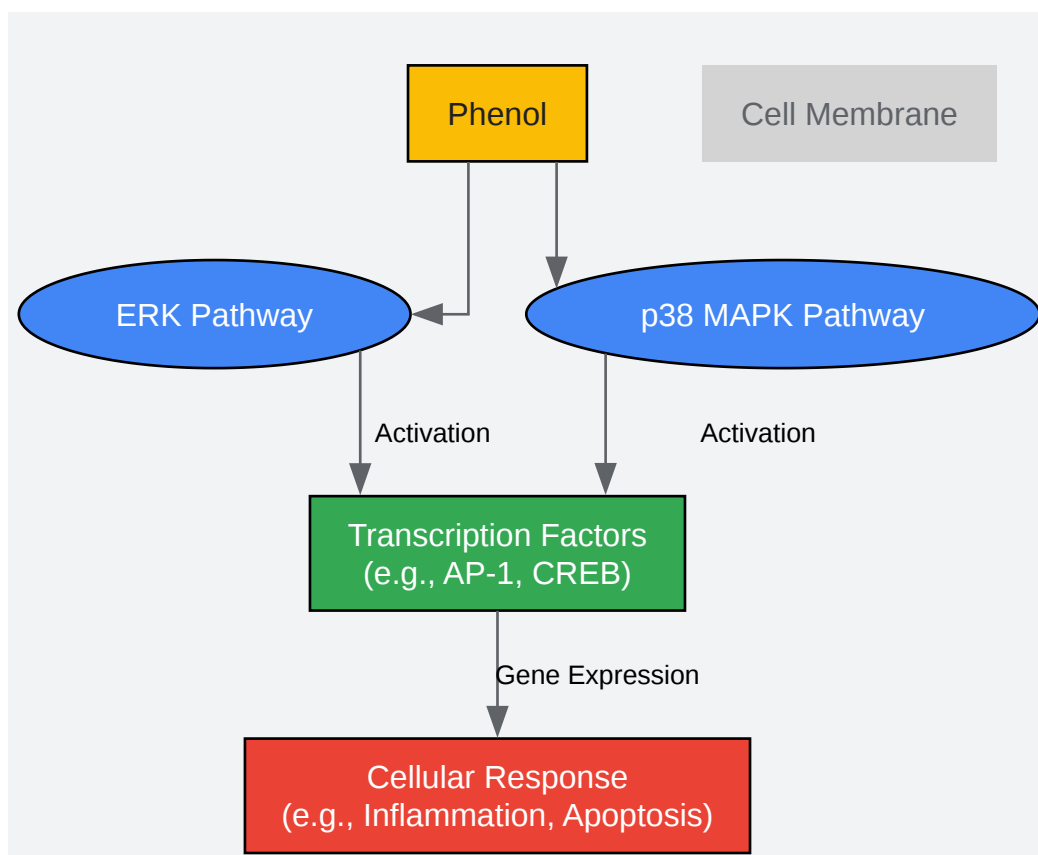 Phenol
Cell Membrane
ERK Pathway
p38 MAPK Pathway
Activation
Activation
Transcription Factors
(e.g., AP-1, CREB)
Gene Expression
Cellular Response
(e.g., Inflammation, Apoptosis)